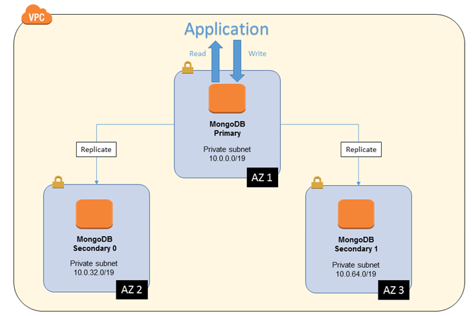 VPC
Application
Read
Write
MongoDB
Primary
Private subnet
10.0.0.0/19
AZ 1
Replicate
Replicate
MongoDB
Secondary 0
Private subnet
10.0.32.0/19
AZ 2
MongoDB
Secondary 1
Private subnet
10.0.64.0/19
AZ 3